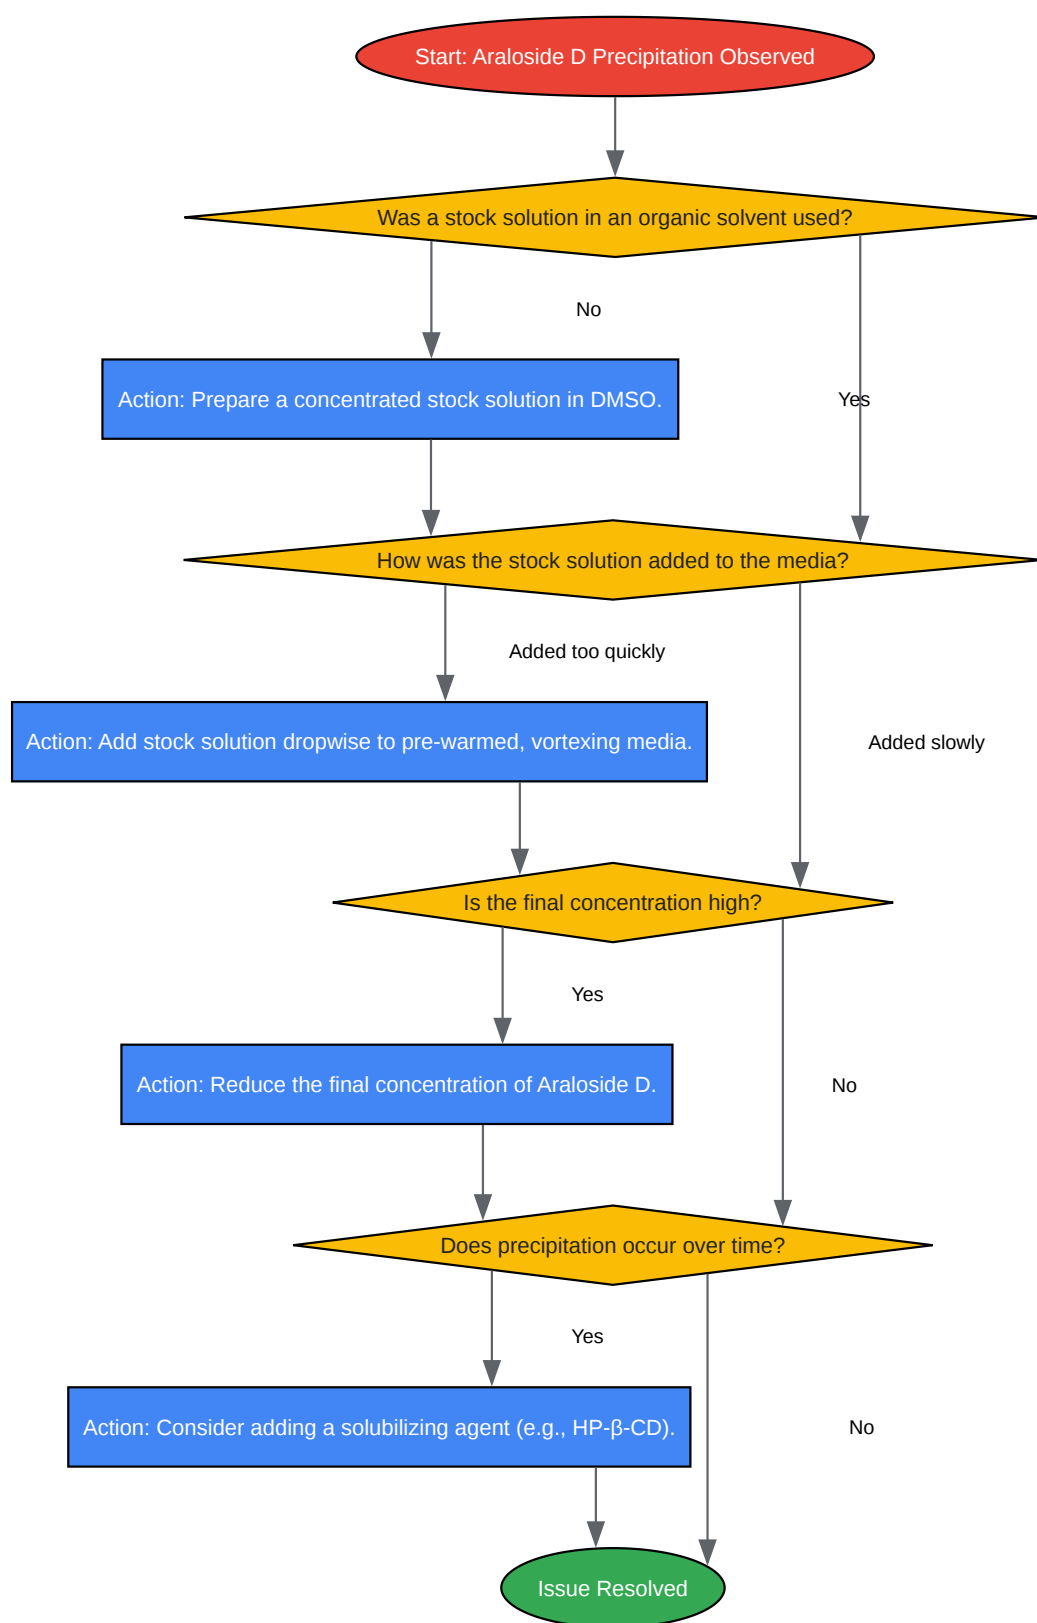 Start: Araloside D Precipitation Observed
Was a stock solution in an organic solvent used?
No
Action: Prepare a concentrated stock solution in DMSO.
Yes
How was the stock solution added to the media?
Added too quickly
Action: Add stock solution dropwise to pre-warmed, vortexing media.
Added slowly
Is the final concentration high?
Yes
Action: Reduce the final concentration of Araloside D.
No
Does precipitation occur over time?
Yes
Action: Consider adding a solubilizing agent (e.g., HP-β-CD).
No
Issue Resolved